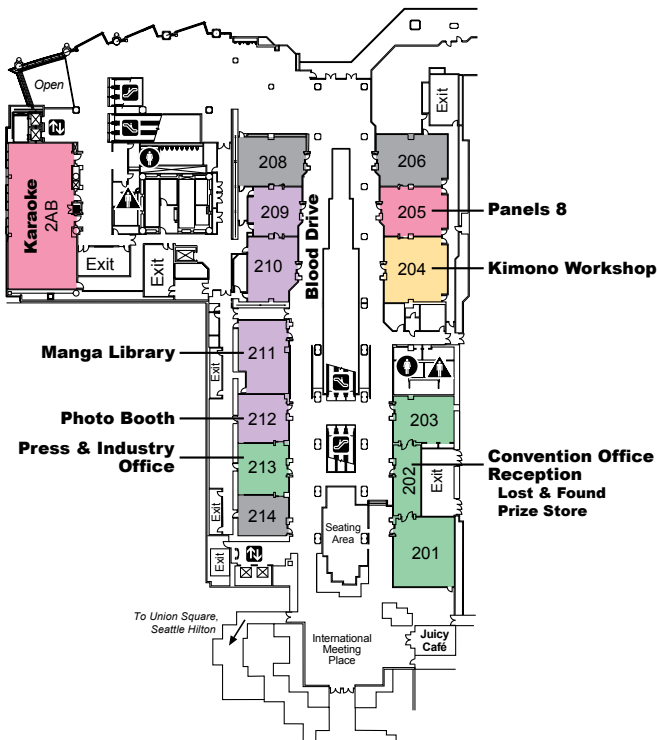 Open
Exit
208
206
Karaoke
2AB
209
205
Panels 8
Blood Drive
Exit
Exit
210
204
Kimono Workshop
Manga Library
211
Exit
Photo Booth
212
203
Press & Industry
Office
213
Convention Office
Reception
Lost & Found
Prize Store
202
Exit
Exit
214
Seating
Area
201
Exit
To Union Square,
Seattle Hilton
International
Meeting
Place
Juicy
Café